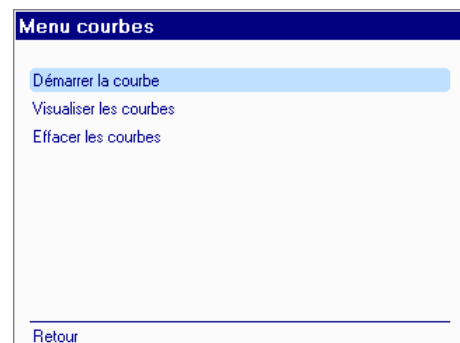 Menu courbes
Démarrer la courbe
Visualiser les courbes
Effacer les courbes
Retour